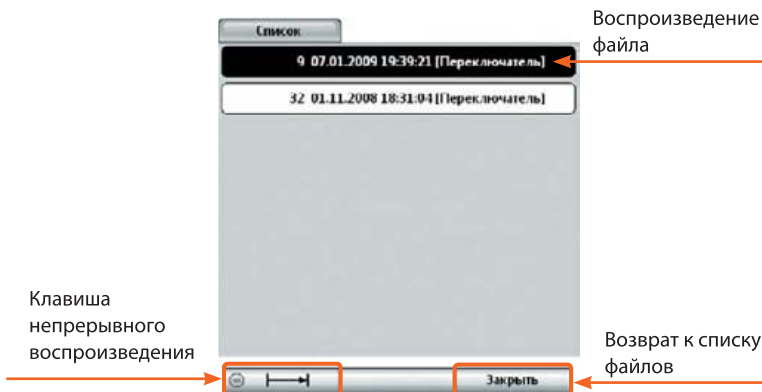 Воспроизведение
файла
Список
9 07.01.2009 19:39:21 [Переключатель]
32 01.11.2008 18:31:04 [Переключатель]
Клавиша
непрерывного
воспроизведения
Возврат к списку
файлов
Закрыть